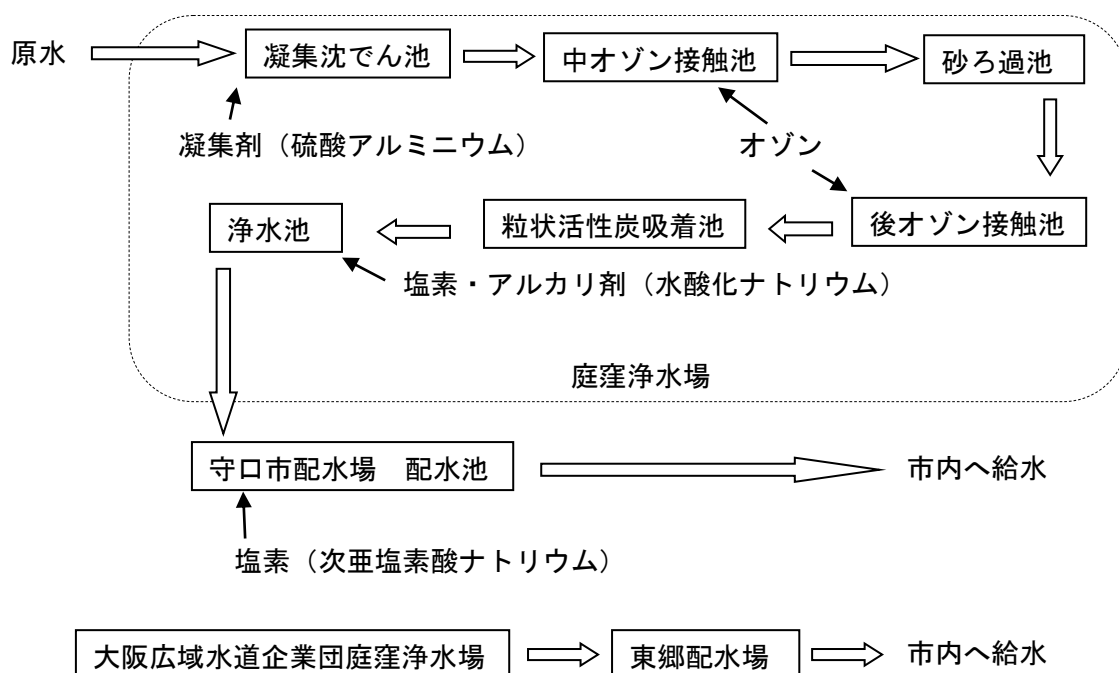 原水
凝集沈でん池
中オゾン接触池
砂ろ過池
凝集剤（硫酸アルミニウム）
オゾン
浄水池
粒状活性炭吸着池
後オゾン接触池
塩素・アルカリ剤（水酸化ナトリウム）
庭窪浄水場
守口市配水場　配水池
市内へ給水
塩素（次亜塩素酸ナトリウム）
大阪広域水道企業団庭窪浄水場
東郷配水場
市内へ給水